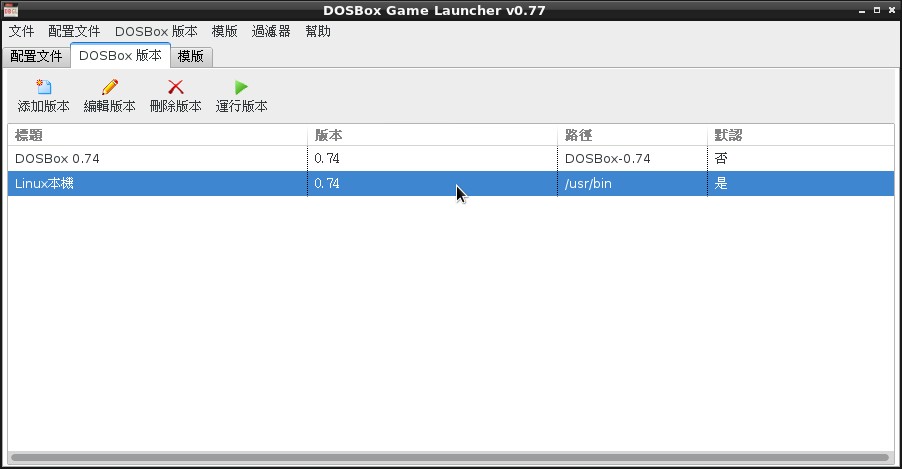 DOSBox Game Launcher v0.77
文件 配置文件 DOSBox 版本 模版 過濾器 幫助
配置文件 DOSBox 版本 模版
添加版本 編輯版本 刪除版本 運行版本
標題 版本 路徑 默認
DOSBox 0.74 0.74 DOSBox-0.74 否
Linux本機 0.74 /usr/bin 是